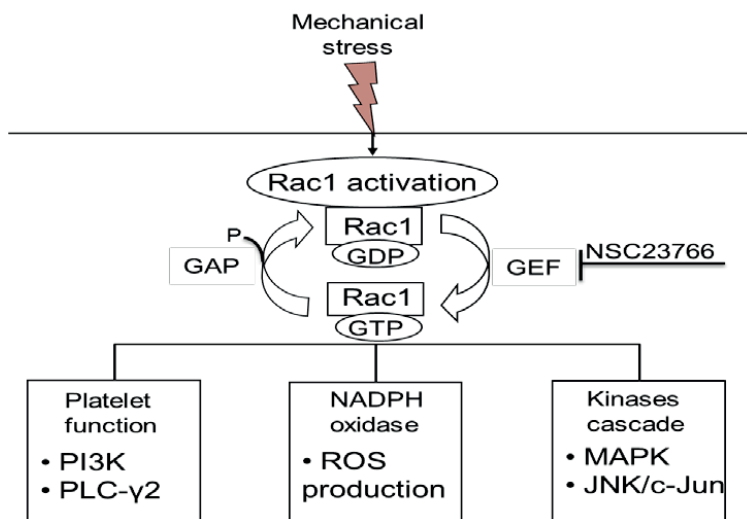 Mechanical
stress
Rac1 activation
Rac1
GDP
P
GAP
GEF
NSC23766
Rac1
GTP
Platelet
function
• PI3K
• PLC-γ2
NADPH
oxidase
• ROS
production
Kinases
cascade
• MAPK
• JNK/c-Jun